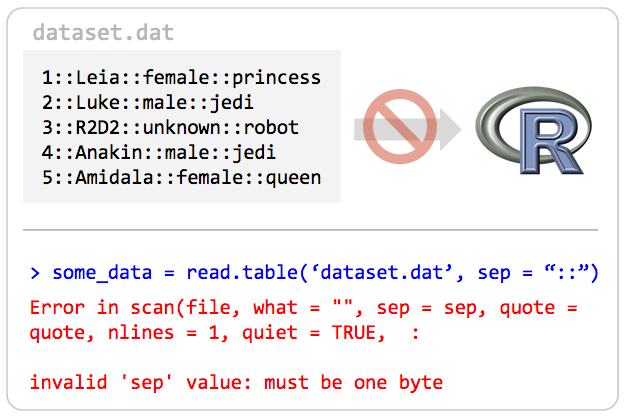 dataset.dat
1::Leia::female::princess
2::Luke::male::jedi
3::R2D2::unknown::robot
4::Anakin::male::jedi
5::Amidala::female::queen
R
> some_data = read.table(‘dataset.dat’, sep = “::”)
Error in scan(file, what = "", sep = sep, quote =
quote, nlines = 1, quiet = TRUE,  :
invalid 'sep' value: must be one byte